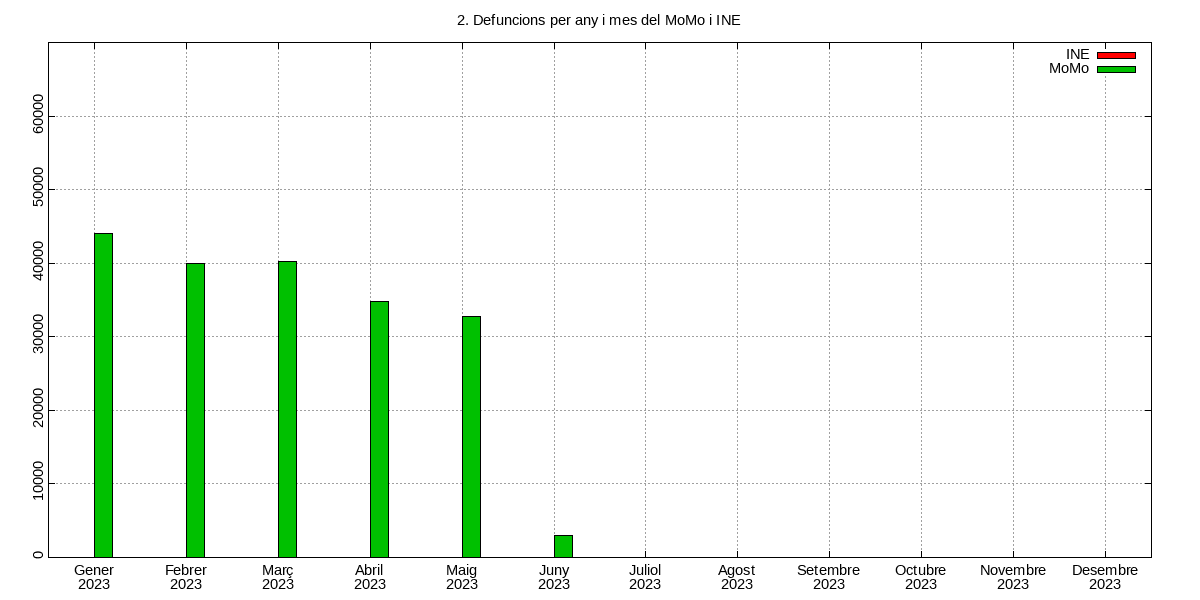 2. Defuncions per any i mes del MoMo i INE
INE
MoMo
60000
50000
40000
30000
20000
10000
0
Gener Febrer Març Abril Maig Juny Juliol Agost Setembre Octubre Novembre Desembre
2023 2023 2023 2023 2023 2023 2023 2023 2023 2023 2023 2023